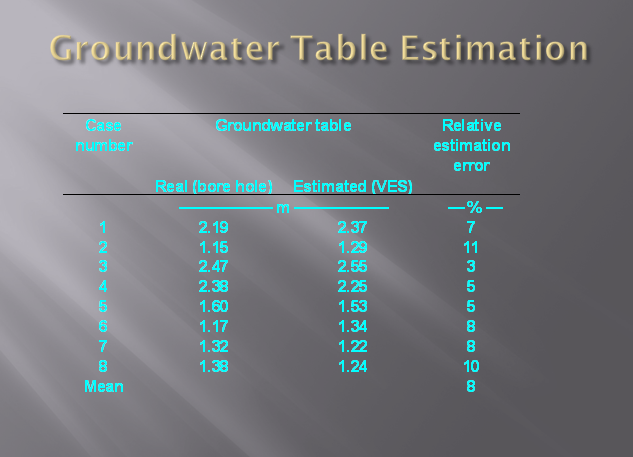 Groundwater Table Estimation
Case number Groundwater table Relative estimation error
Real (bore hole) Estimated (VES)
m %
1 2.19 2.37 7
2 1.15 1.29 11
3 2.47 2.55 3
4 2.38 2.25 5
5 1.60 1.53 5
6 1.17 1.34 8
7 1.32 1.22 8
8 1.38 1.24 10
Mean 8